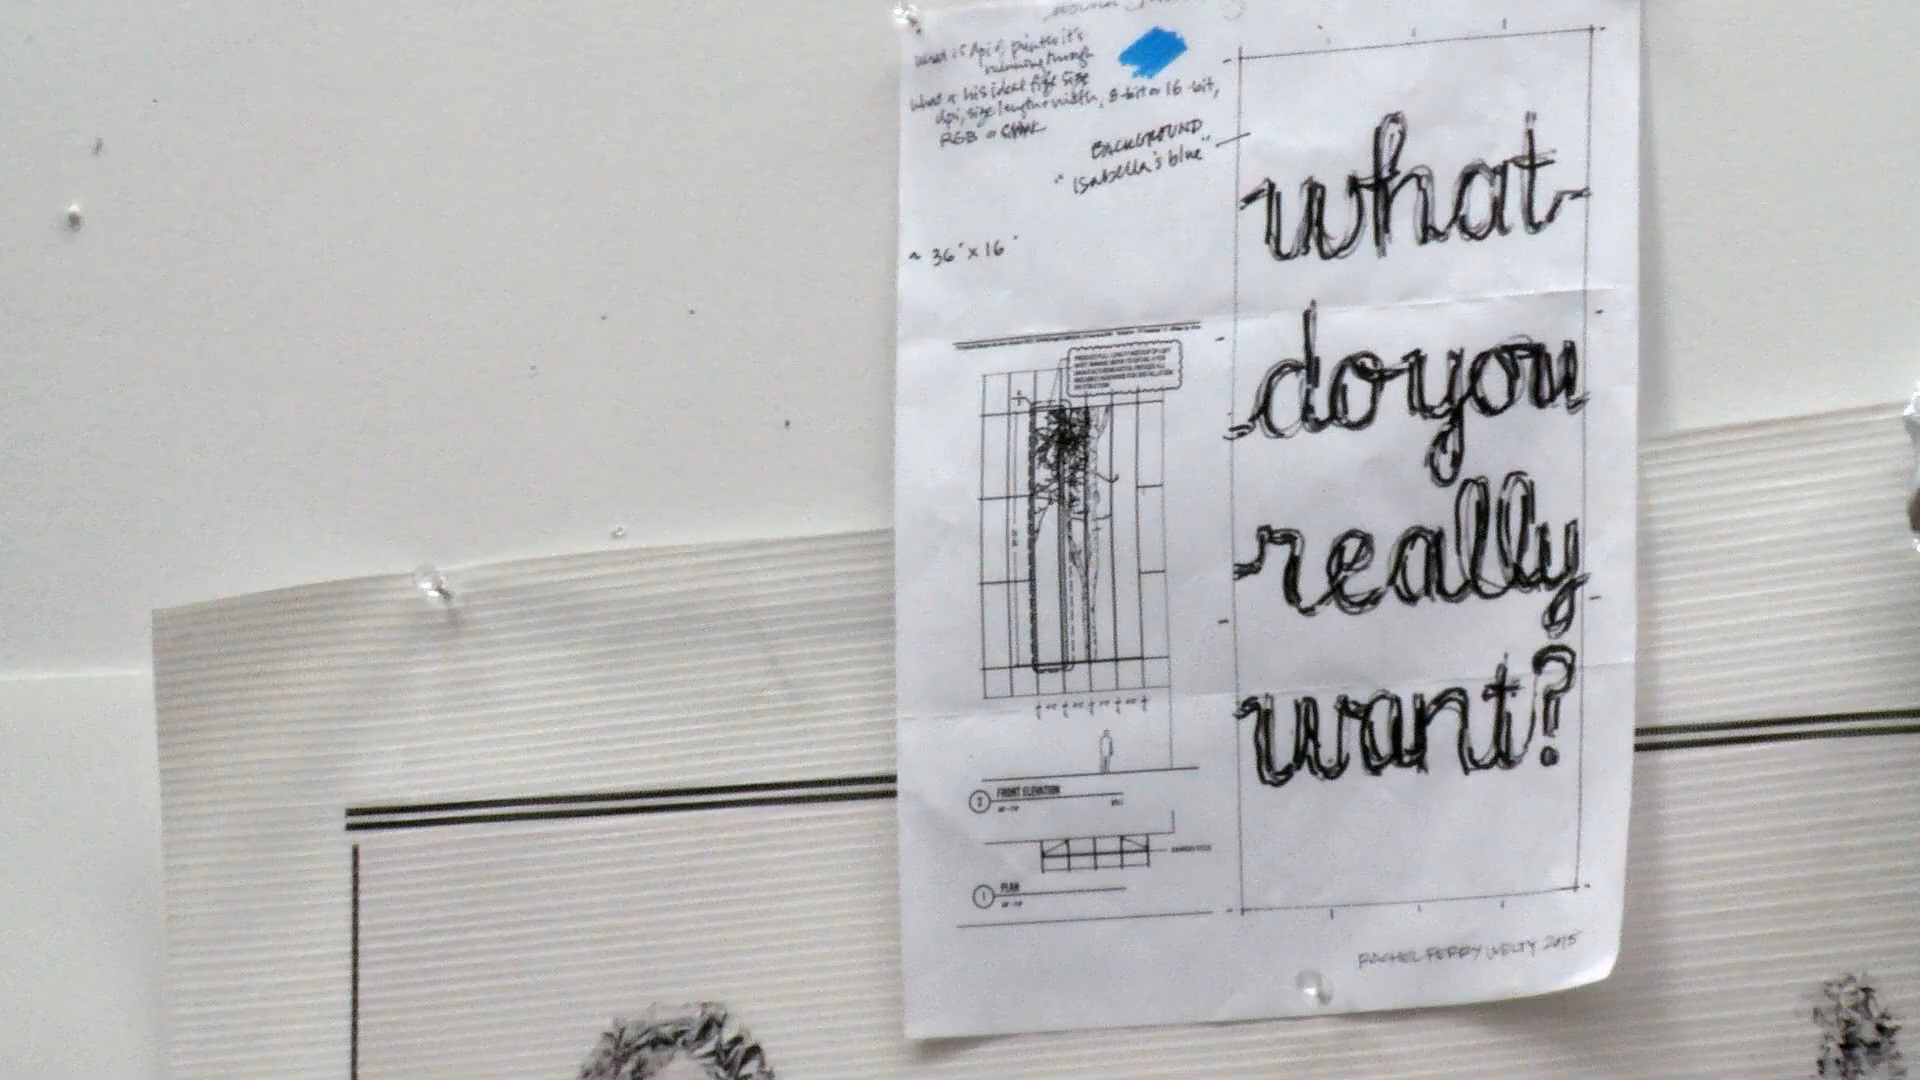 what is dpi of printer it's
running through
what is his ideal file size
dpi, size length + width, 8-bit or 16-bit,
RGB or CMYK
BACKGROUND
"Isabella's blue"
~ 36' x 16'
what
do you
really
want?
2 FRONT ELEVATION
1 PLAN
RACHEL PERRY WELTY 2015